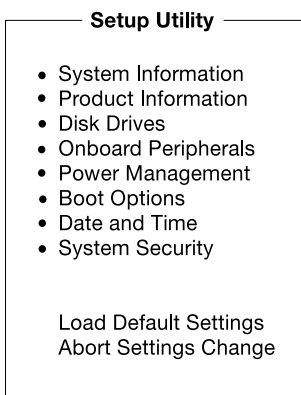 Setup Utility
• System Information
• Product Information
• Disk Drives
• Onboard Peripherals
• Power Management
• Boot Options
• Date and Time
• System Security
Load Default Settings
Abort Settings Change